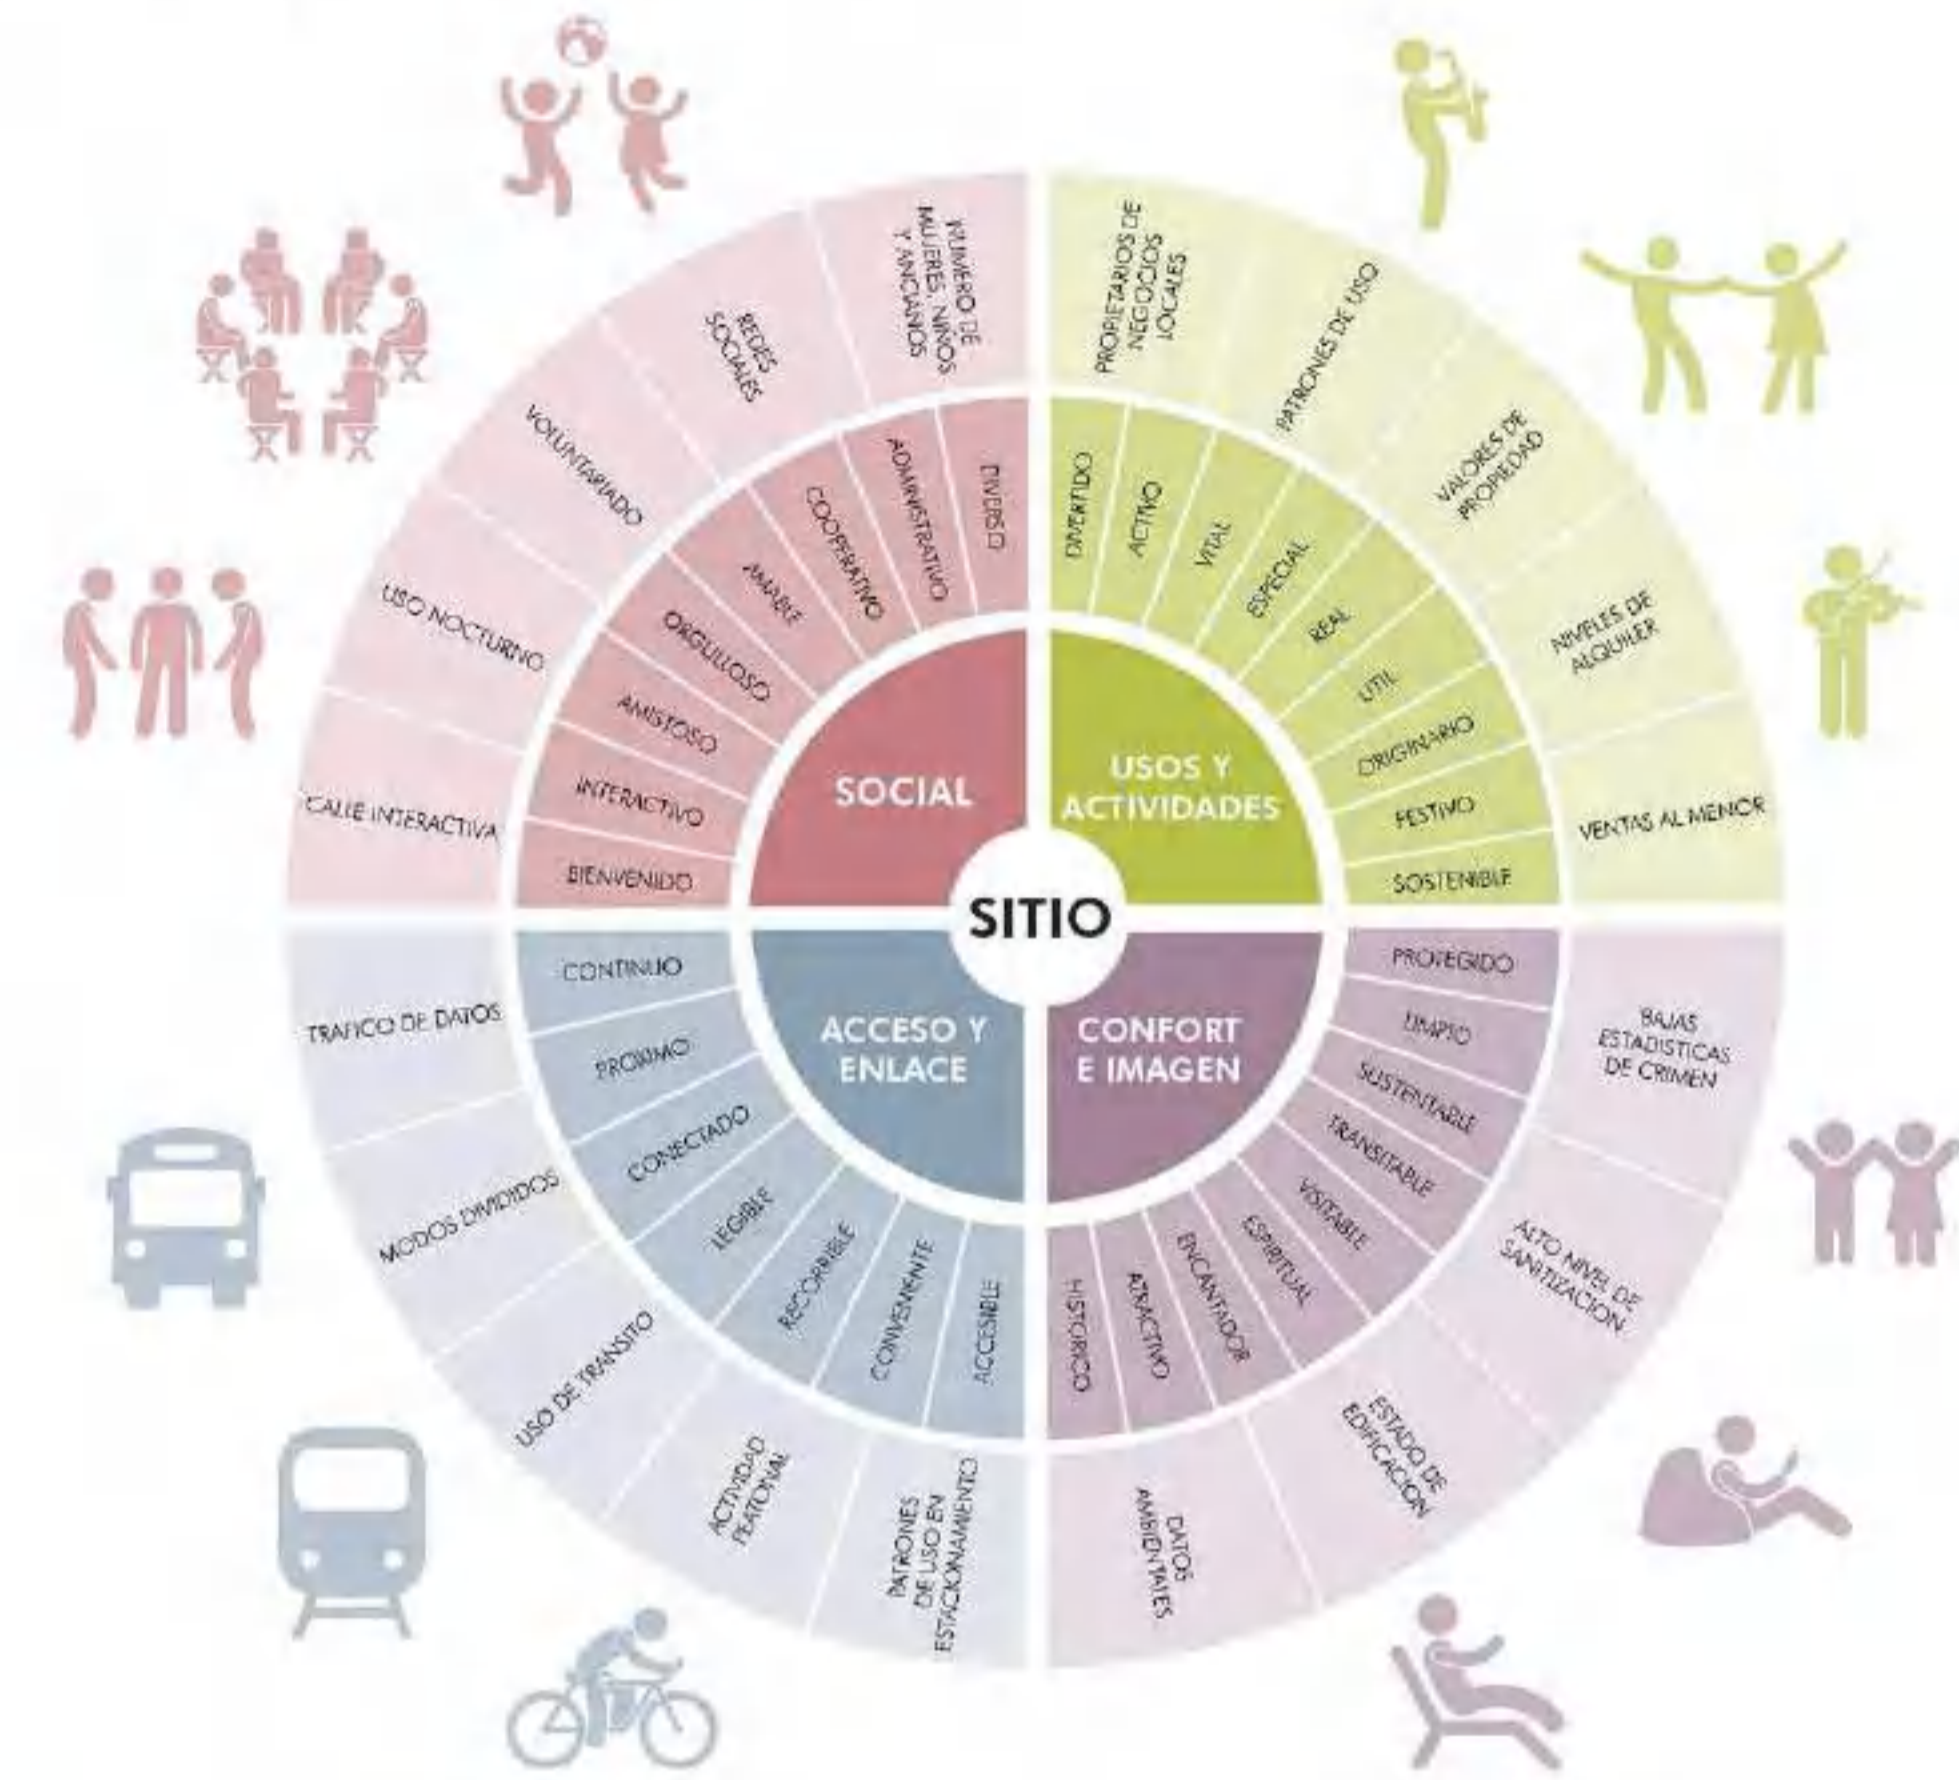 SITIO
SOCIAL
USOS Y
ACTIVIDADES
CONFORT
E IMAGEN
ACCESO Y
ENLACE
BIENVENIDO
INTERACTIVO
AMISTOSO
ORGULLOSO
AMABLE
COOPERATIVO
ADMINISTRATIVO
DIVERSO
DIVERTIDO
ACTIVO
VITAL
ESPECIAL
REAL
UTIL
ORIGINARIO
FESTIVO
SOSTENIBLE
PROTEGIDO
LIMPIO
SUSTENTABLE
TRANSITABLE
VISITABLE
ESPIRITUAL
ENCANTADOR
ATRACTIVO
HISTORICO
ACCESIBLE
CONVENIENTE
RECORRIBLE
LEGIBLE
CONECTADO
PROXIMO
CONTINUO
CALLE INTERACTIVA
USO NOCTURNO
VOLUNTARIADO
REDES
SOCIALES
NUMERO DE
MUJERES, NIÑOS
Y ANCIANOS
PROPIETARIOS DE
NEGOCIOS
LOCALES
PATRONES DE USO
VALORES DE
PROPIEDAD
NIVELES DE
ALQUILER
VENTAS AL MENOR
BAJAS
ESTADISTICAS
DE CRIMEN
ALTO NIVEL DE
SANITIZACION
ESTADO DE
EDIFICACION
DATOS
AMBIENTALES
PATRONES
DE USO EN
ESTACIONAMIENTO
ACTIVIDAD
PEATONAL
USO DE TRANSITO
MODOS DIVIDIDOS
TRAFICO DE DATOS